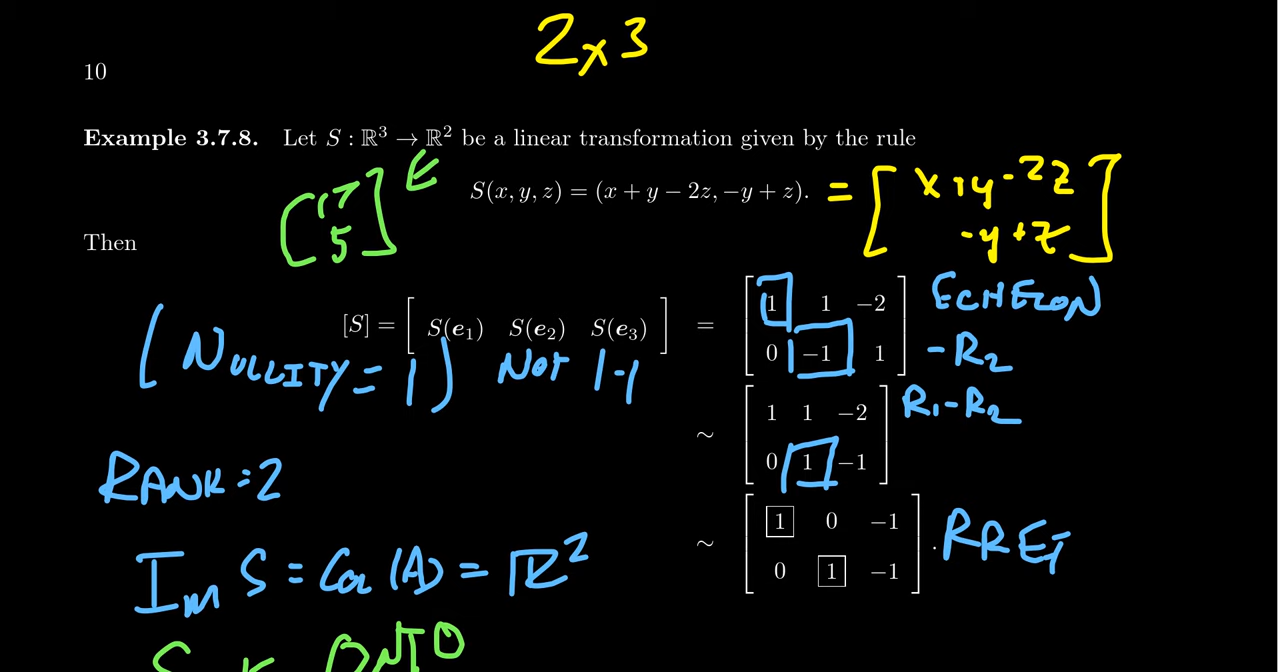 2x3
10
Example 3.7.8. Let S : ℝ³ → ℝ² be a linear transformation given by the rule
S(x, y, z) = (x + y − 2z, −y + z). = [ x+y-2z
-y+z ]
[ 17
5 ] ∈
Then
[S] = [ S(e₁) S(e₂) S(e₃) ] = [ 1 1 −2
0 −1 1 ]
ECHELON
-R₂
(NULLITY = 1) NOT 1-1
∼ [ 1 1 −2
0 1 −1 ]
R₁-R₂
RANK = 2
∼ [ 1 0 −1
0 1 −1 ] .
RREF
Im S = Col(A) = ℝ²
ONTO